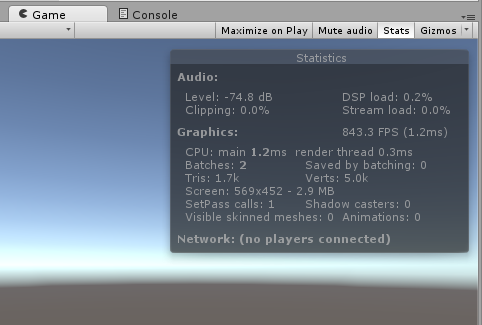 Game Console
Maximize on Play Mute audio Stats Gizmos
Statistics
Audio:
Level: -74.8 dB DSP load: 0.2%
Clipping: 0.0% Stream load: 0.0%
Graphics: 843.3 FPS (1.2ms)
CPU: main 1.2ms render thread 0.3ms
Batches: 2 Saved by batching: 0
Tris: 1.7k Verts: 5.0k
Screen: 569x452 - 2.9 MB
SetPass calls: 1 Shadow casters: 0
Visible skinned meshes: 0 Animations: 0
Network: (no players connected)